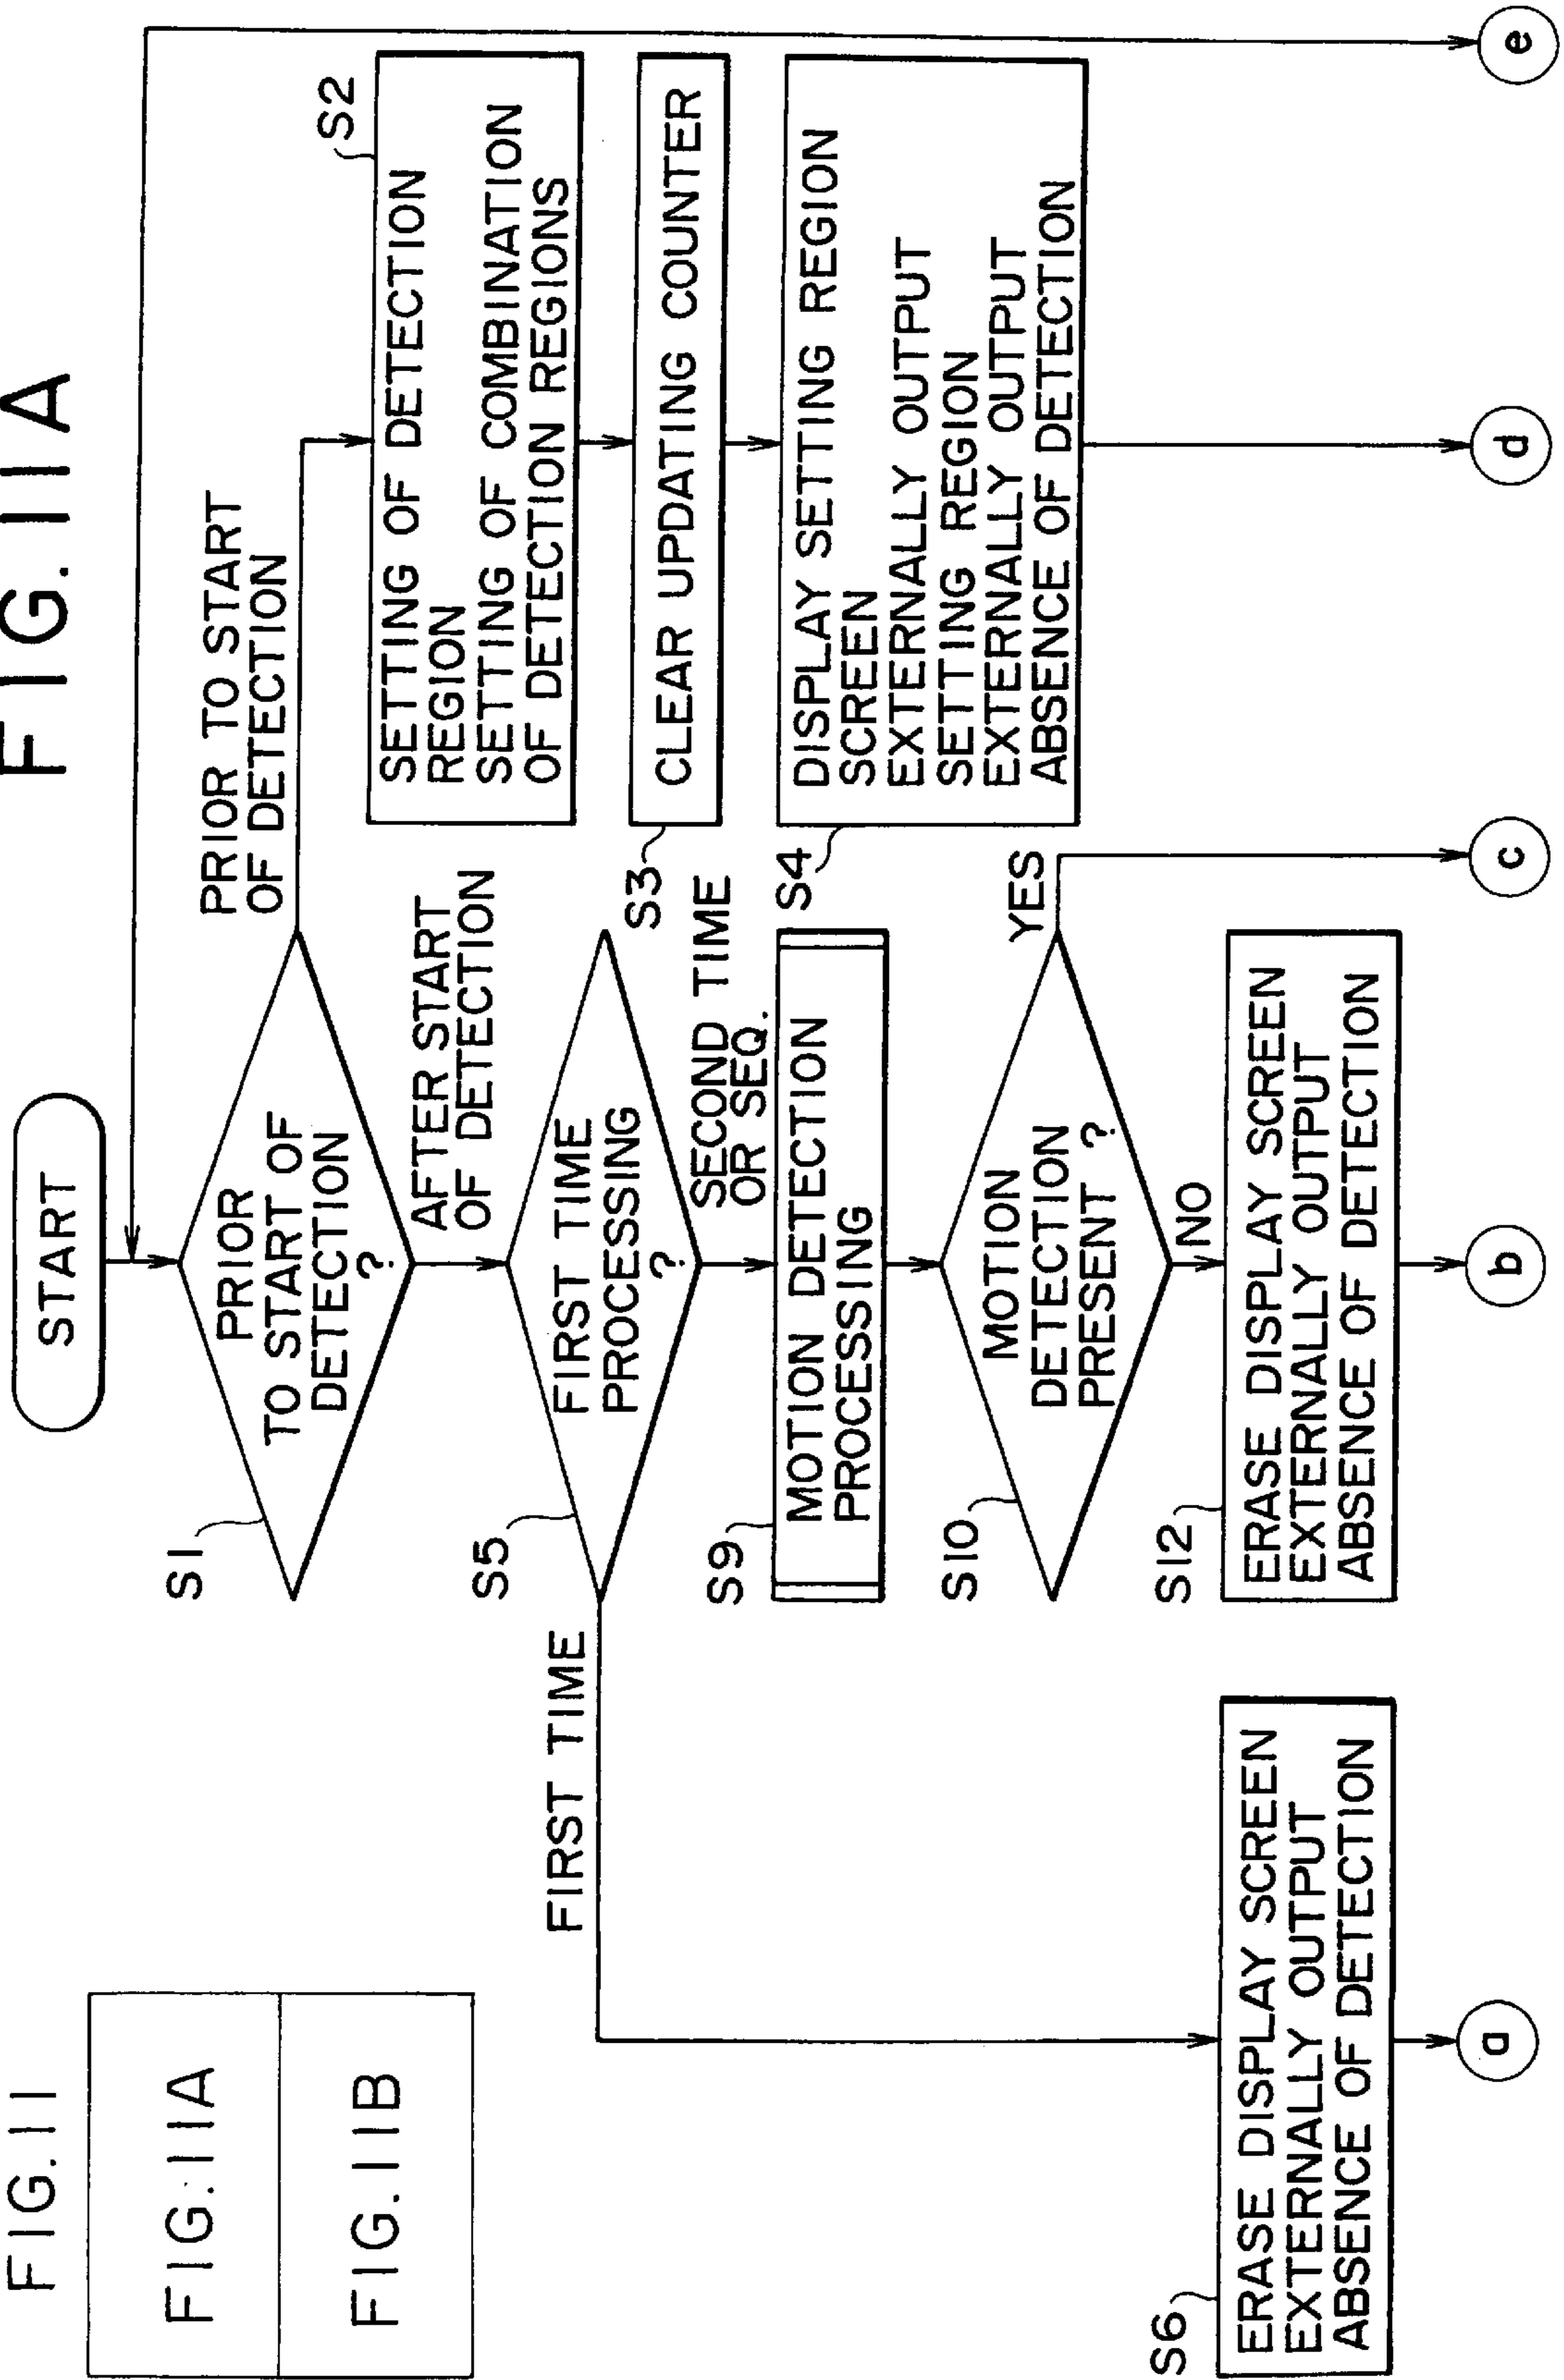 FIG. 11
FIG. 11A
FIG. 11B
FIG. 11A
START
S1
PRIOR
TO START OF
DETECTION
?
PRIOR TO START
OF DETECTION
AFTER START
OF DETECTION
S2
SETTING OF DETECTION
REGION
SETTING OF COMBINATION
OF DETECTION REGIONS
S3
CLEAR UPDATING COUNTER
S4
DISPLAY SETTING REGION
SCREEN
EXTERNALLY OUTPUT
SETTING REGION
EXTERNALLY OUTPUT
ABSENCE OF DETECTION
S5
FIRST TIME
PROCESSING
?
FIRST TIME
SECOND TIME
OR SEQ.
S9
MOTION DETECTION
PROCESSING
S10
MOTION
DETECTION
PRESENT ?
YES
NO
S12
ERASE DISPLAY SCREEN
EXTERNALLY OUTPUT
ABSENCE OF DETECTION
S6
ERASE DISPLAY SCREEN
EXTERNALLY OUTPUT
ABSENCE OF DETECTION
a
b
c
d
e